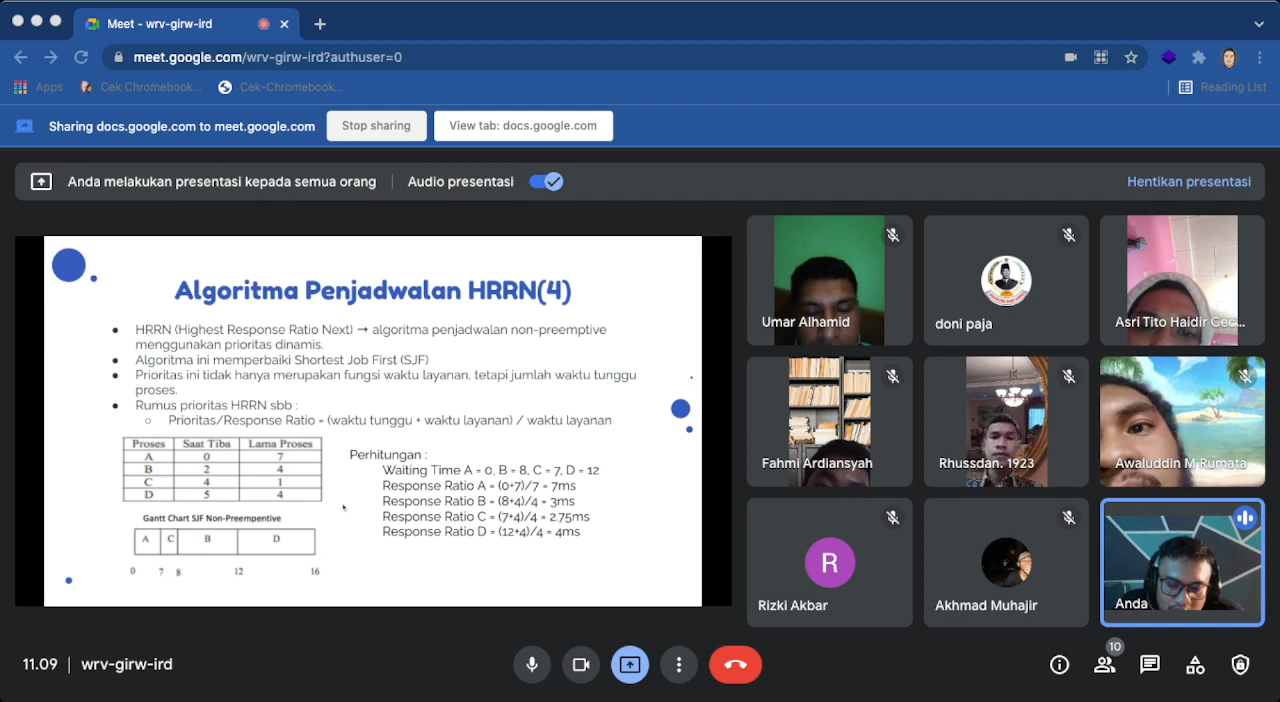 Meet - wrv-girw-ird
meet.google.com/wrv-girw-ird?authuser=0
Apps
Cek Chromebook...
Cek-Chromebook...
Reading List
Sharing docs.google.com to meet.google.com
Stop sharing
View tab: docs.google.com
Anda melakukan presentasi kepada semua orang
Audio presentasi
Hentikan presentasi
Algoritma Penjadwalan HRRN(4)
● HRRN (Highest Response Ratio Next) → algoritma penjadwalan non-preemptive
menggunakan prioritas dinamis.
● Algoritma ini memperbaiki Shortest Job First (SJF)
● Prioritas ini tidak hanya merupakan fungsi waktu layanan, tetapi jumlah waktu tunggu
proses.
● Rumus prioritas HRRN sbb :
○ Prioritas/Response Ratio = (waktu tunggu + waktu layanan) / waktu layanan
Proses Saat Tiba Lama Proses
A 0 7
B 2 4
C 4 1
D 5 4
Gantt Chart SJF Non-Preempentive
A C B D
0 7 8 12 16
Perhitungan :
Waiting Time A = 0, B = 8, C = 7, D = 12
Response Ratio A = (0+7)/7 = 7ms
Response Ratio B = (8+4)/4 = 3ms
Response Ratio C = (7+4)/4 = 2.75ms
Response Ratio D = (12+4)/4 = 4ms
Umar Alhamid
doni paja
Asri Tito Haidir Cec...
Fahmi Ardiansyah
Rhussdan. 1923
Awaluddin M Rumata
R
Rizki Akbar
Akhmad Muhajir
Anda
11.09 | wrv-girw-ird
10